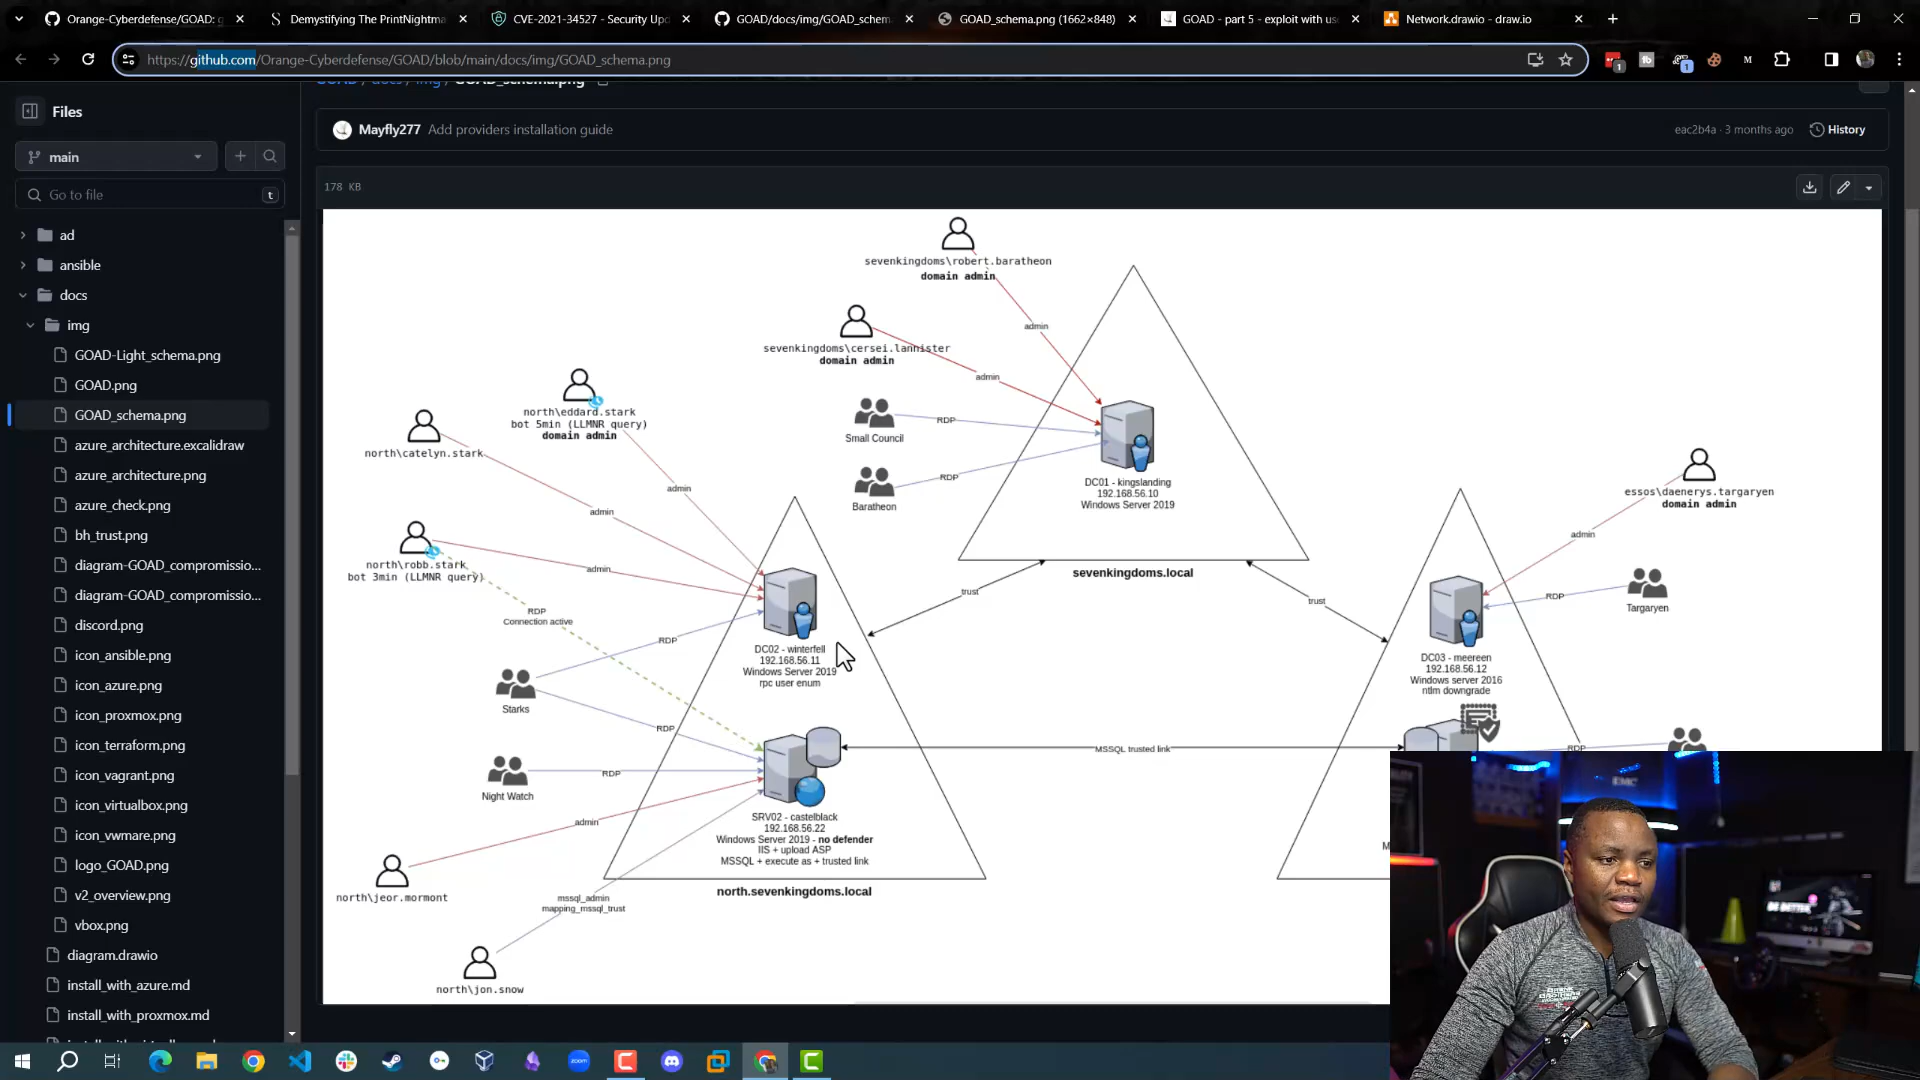 Orange-Cyberdefense/GOAD: g
Demystifying The PrintNightma
CVE-2021-34527 - Security Up
GOAD/docs/img/GOAD_schem
GOAD_schema.png (1662×848)
GOAD - part 5 - exploit with us
Network.drawio - draw.io
https://github.com/Orange-Cyberdefense/GOAD/blob/main/docs/img/GOAD_schema.png
Files
main
Go to file
t
ad
ansible
docs
img
GOAD-Light_schema.png
GOAD.png
GOAD_schema.png
azure_architecture.excalidraw
azure_architecture.png
azure_check.png
bh_trust.png
diagram-GOAD_compromissio...
diagram-GOAD_compromissio...
discord.png
icon_ansible.png
icon_azure.png
icon_proxmox.png
icon_terraform.png
icon_vagrant.png
icon_virtualbox.png
icon_vwmare.png
logo_GOAD.png
v2_overview.png
vbox.png
diagram.drawio
install_with_azure.md
install_with_proxmox.md
GOAD / docs / img / GOAD_schema.png
Mayfly277 Add providers installation guide
eac2b4a · 3 months ago
History
178 KB
sevenkingdoms\robert.baratheon
domain admin
admin
sevenkingdoms\cersei.lannister
domain admin
admin
Small Council
RDP
Baratheon
RDP
DC01 - kingslanding
192.168.56.10
Windows Server 2019
sevenkingdoms.local
north\eddard.stark
bot 5min (LLMNR query)
domain admin
admin
north\catelyn.stark
admin
north\robb.stark
bot 3min (LLMNR query)
admin
RDP
Connection active
Starks
RDP
RDP
Night Watch
RDP
north\jeor.mormont
admin
north\jon.snow
mssql_admin
mapping_mssql_trust
DC02 - winterfell
192.168.56.11
Windows Server 2019
rpc user enum
SRV02 - castelblack
192.168.56.22
Windows Server 2019 - no defender
IIS + upload ASP
MSSQL + execute as + trusted link
north.sevenkingdoms.local
trust
trust
MSSQL trusted link
essos\daenerys.targaryen
domain admin
admin
Targaryen
RDP
DC03 - meereen
192.168.56.12
Windows server 2016
ntlm downgrade
RDP